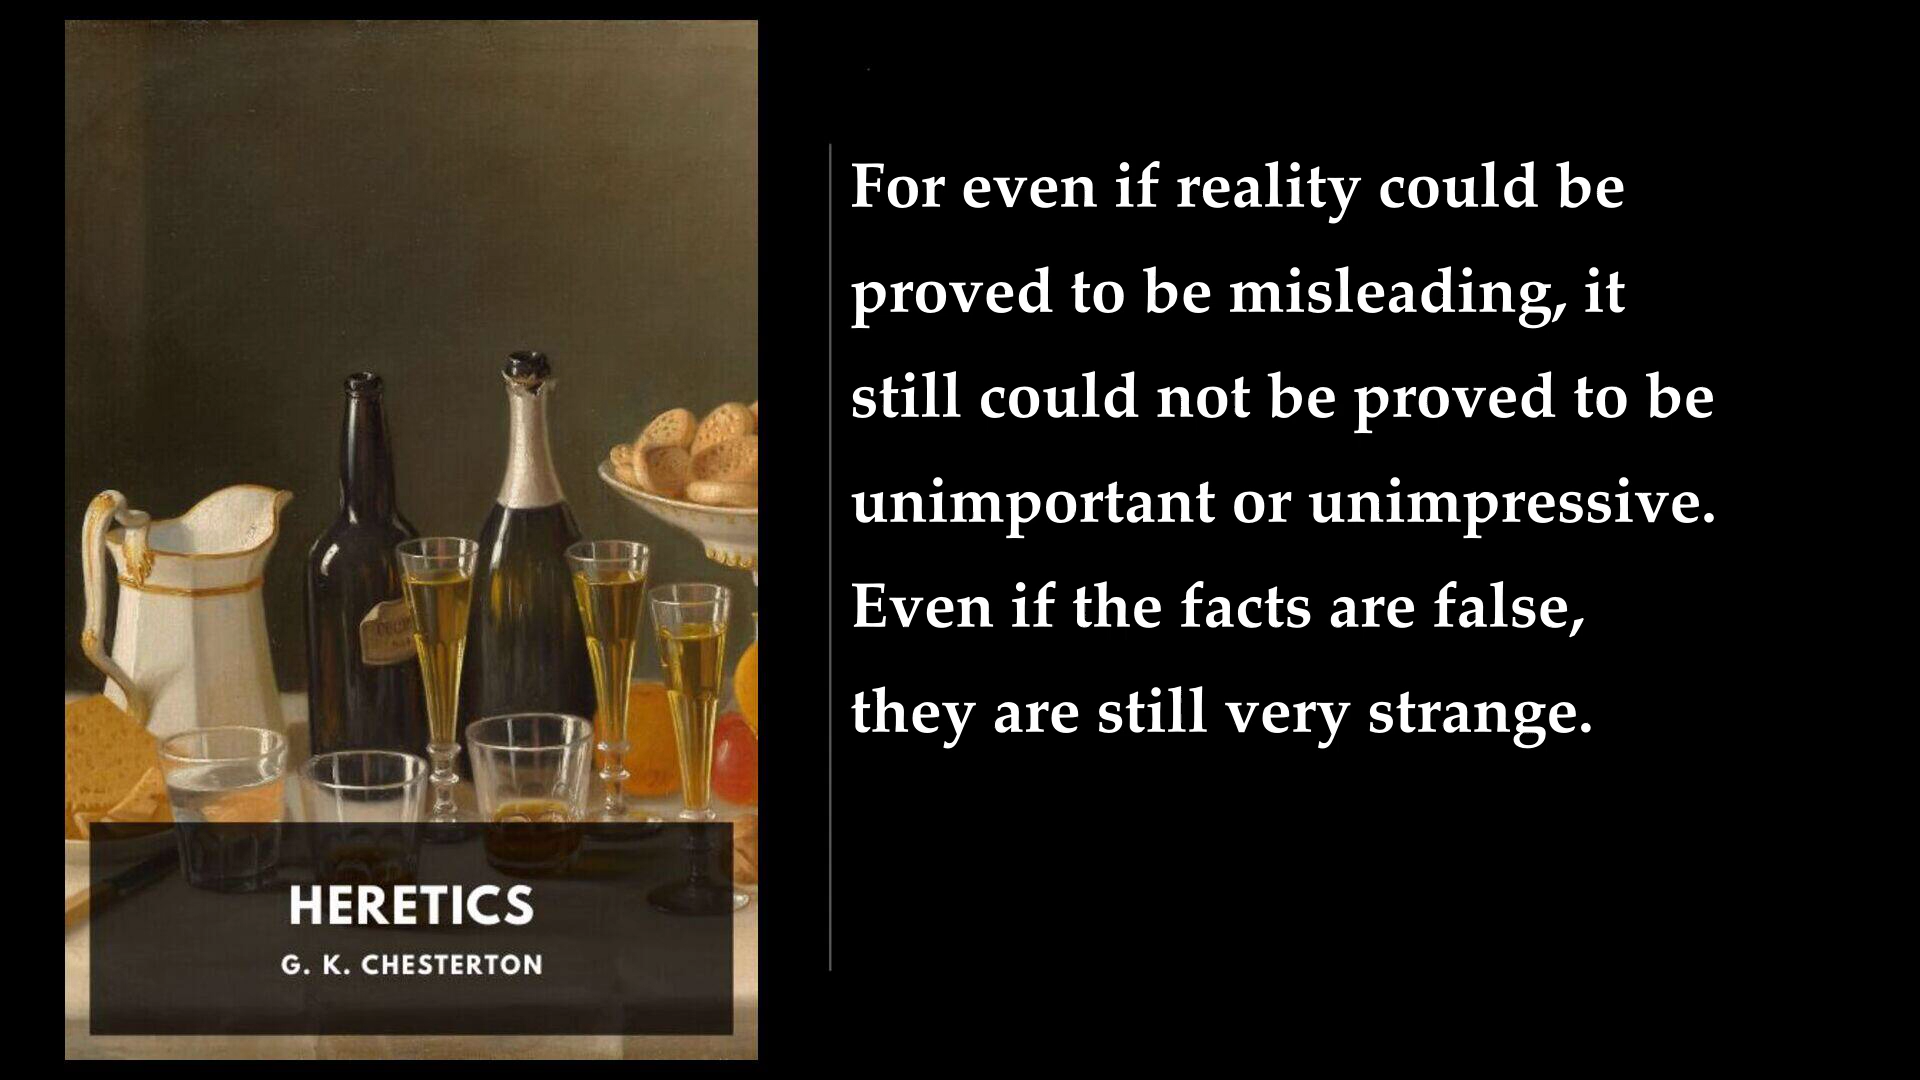 For even if reality could be
proved to be misleading, it
still could not be proved to be
unimportant or unimpressive.
Even if the facts are false,
they are still very strange.
HERETICS
G. K. CHESTERTON